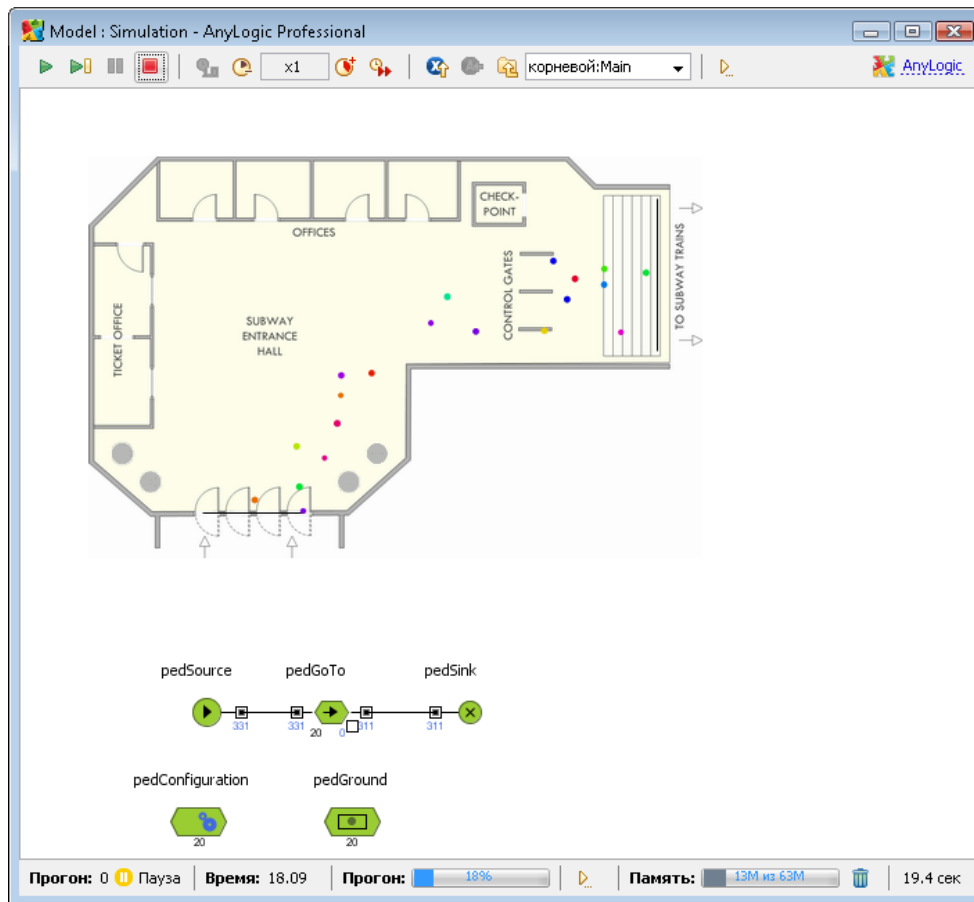 Model : Simulation - AnyLogic Professional
x1
корневой:Main
AnyLogic
CHECK-
POINT
OFFICES
TO SUBWAY TRAINS
CONTROL GATES
TICKET OFFICE
SUBWAY
ENTRANCE
HALL
pedSource
pedGoTo
pedSink
331
331
20
0
311
311
pedConfiguration
pedGround
20
20
Прогон: 0 Пауза Время: 18.09 Прогон: 18% Память: 13M из 63M 19.4 сек